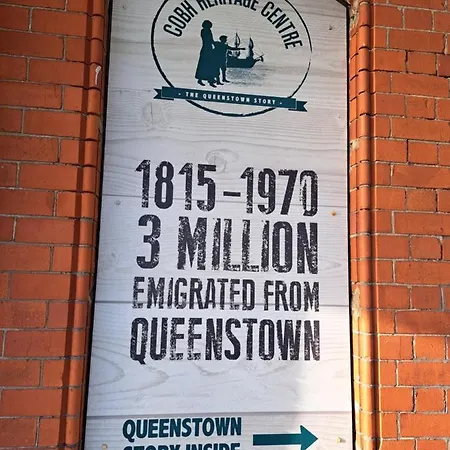 COBH HERITAGE CENTRE
- THE QUEENSTOWN STORY -
1815-1970
3 MILLION
EMIGRATED FROM
QUEENSTOWN
QUEENSTOWN
STORY INSIDE